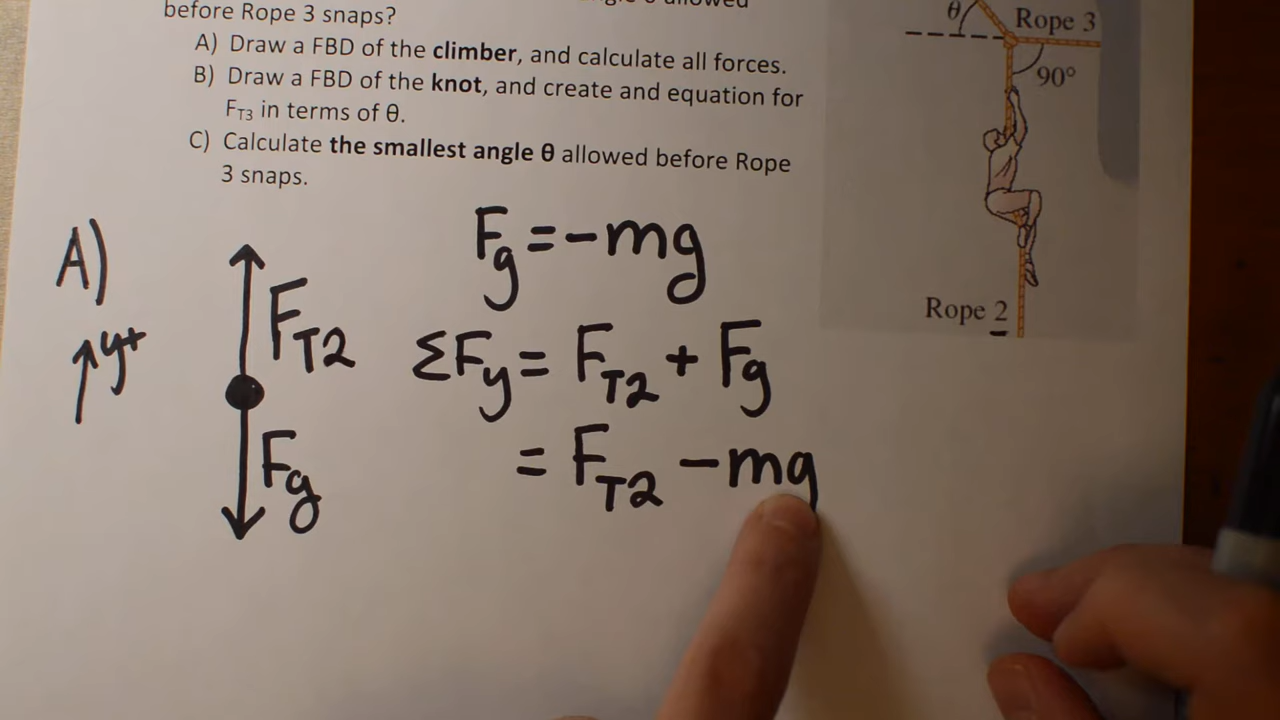 before Rope 3 snaps?
A) Draw a FBD of the climber, and calculate all forces.
B) Draw a FBD of the knot, and create and equation for
F_T3 in terms of θ.
C) Calculate the smallest angle θ allowed before Rope
3 snaps.
θ
Rope 3
90°
Rope 2
A)
y+
F_T2
F_g
F_g = -mg
ΣF_y = F_T2 + F_g
= F_T2 - mg